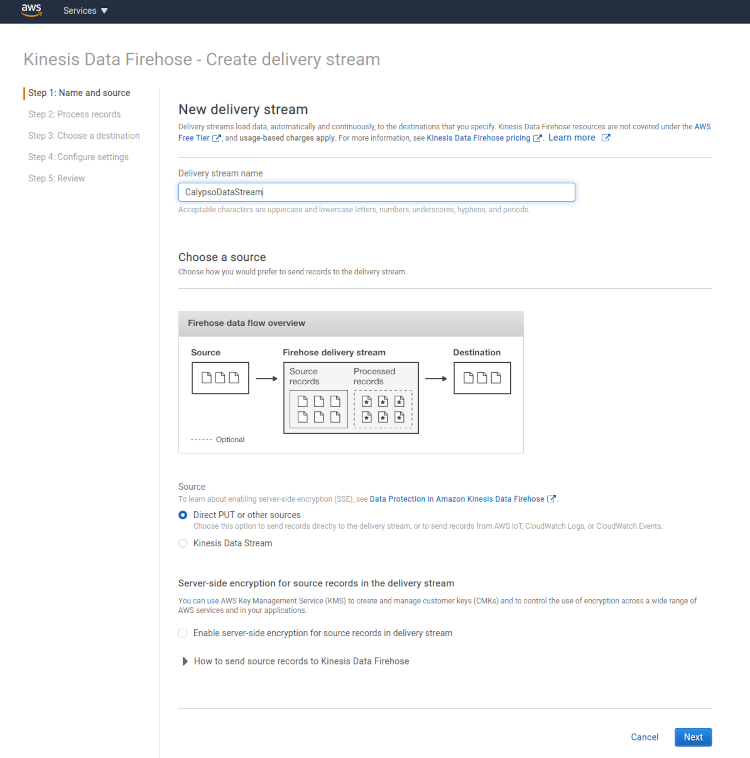 aws
Services
Kinesis Data Firehose - Create delivery stream
Step 1: Name and source
Step 2: Process records
Step 3: Choose a destination
Step 4: Configure settings
Step 5: Review
New delivery stream
Delivery streams load data, automatically and continuously, to the destinations that you specify. Kinesis Data Firehose resources are not covered under the AWS
Free Tier, and usage-based charges apply. For more information, see Kinesis Data Firehose pricing. Learn more
Delivery stream name
CalypsoDataStream
Acceptable characters are uppercase and lowercase letters, numbers, underscores, hyphens, and periods.
Choose a source
Choose how you would prefer to send records to the delivery stream.
Firehose data flow overview
Source
Firehose delivery stream
Destination
Source
records
Processed
records
Optional
Source
To learn about enabling server-side encryption (SSE), see Data Protection in Amazon Kinesis Data Firehose.
Direct PUT or other sources
Choose this option to send records directly to the delivery stream, or to send records from AWS IoT, CloudWatch Logs, or CloudWatch Events.
Kinesis Data Stream
Server-side encryption for source records in the delivery stream
You can use AWS Key Management Service (KMS) to create and manage customer keys (CMKs) and to control the use of encryption across a wide range of
AWS services and in your applications.
Enable server-side encryption for source records in delivery stream
How to send source records to Kinesis Data Firehose
Cancel
Next